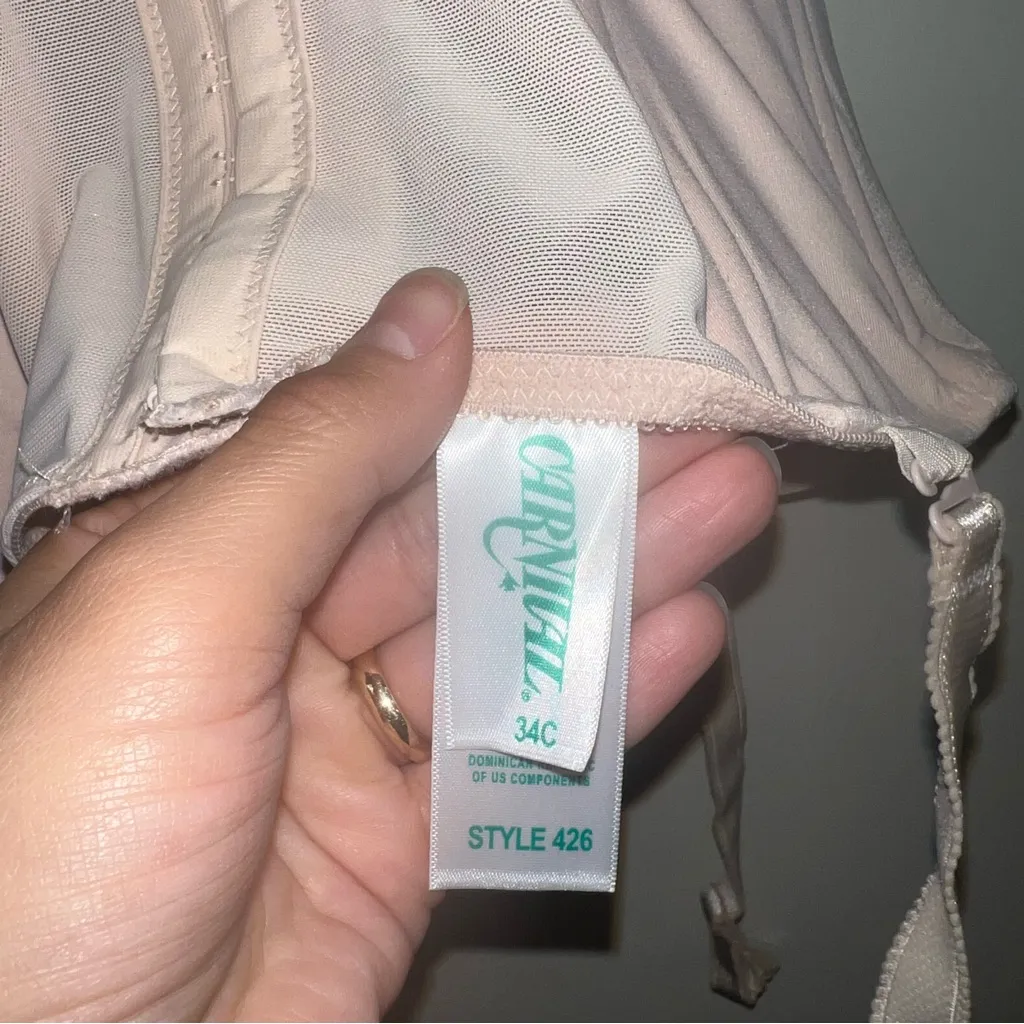 CARNIVAL®
34C
DOMINICAN
OF US COMPONENTS
STYLE 426